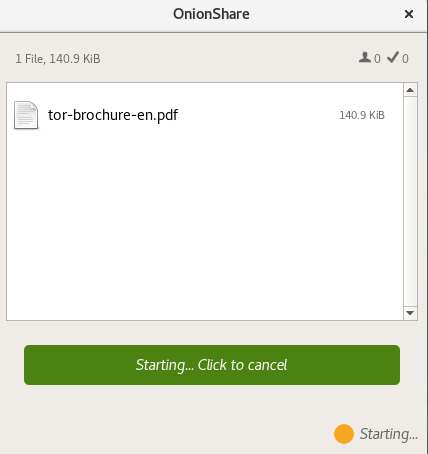 OnionShare
1 File, 140.9 KiB 0 0
tor-brochure-en.pdf 140.9 KiB
Starting... Click to cancel
Starting...